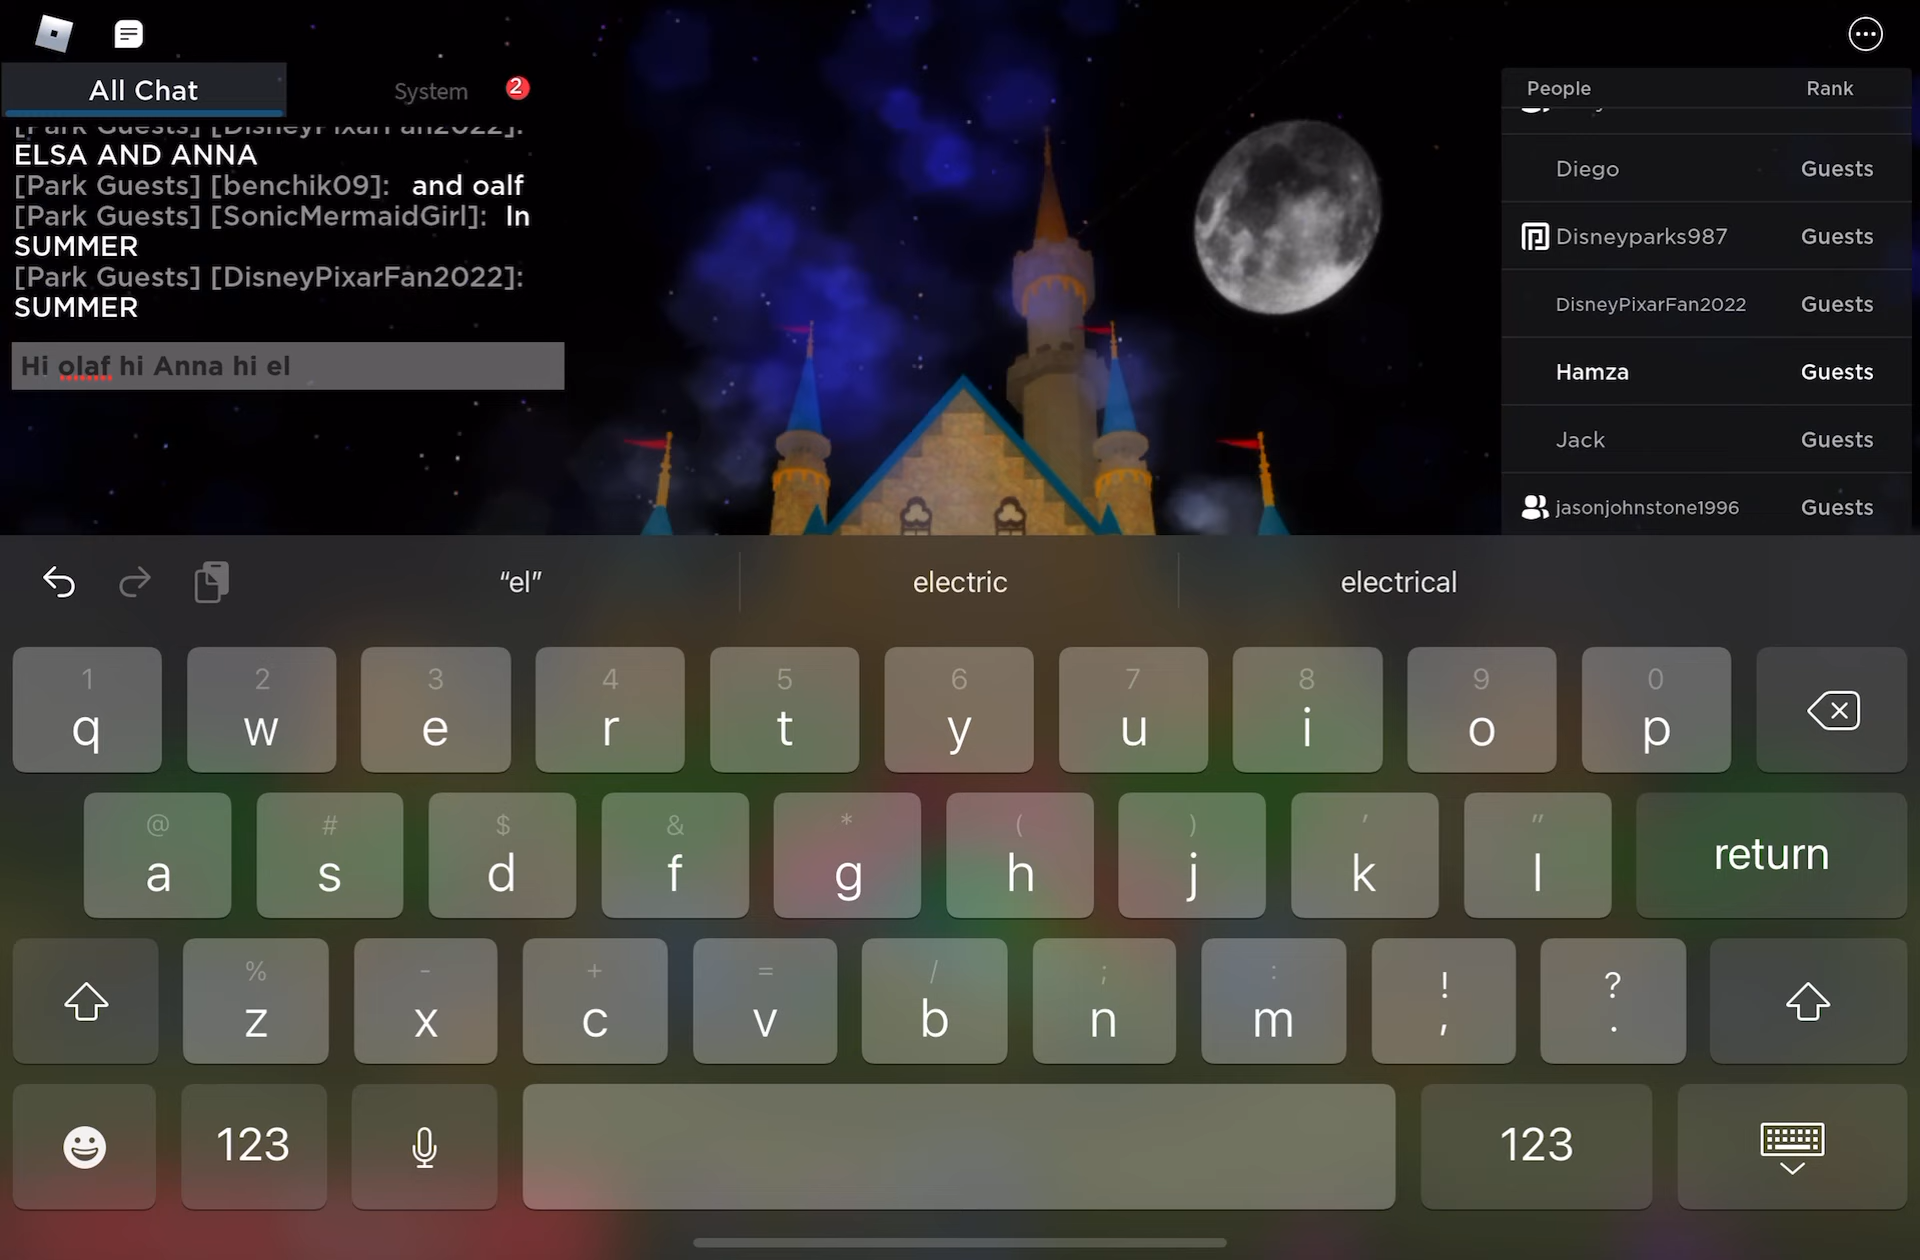 All Chat
System
2
People
Rank
[Park Guests] [DisneyPixarFan2022]:
ELSA AND ANNA
[Park Guests] [benchik09]: and oalf
[Park Guests] [SonicMermaidGirl]: In
SUMMER
[Park Guests] [DisneyPixarFan2022]:
SUMMER
Hi olaf hi Anna hi el
Diego Guests
Disneyparks987 Guests
DisneyPixarFan2022 Guests
Hamza Guests
Jack Guests
jasonjohnstone1996 Guests
“el” electric electrical
1 2 3 4 5 6 7 8 9 0
q w e r t y u i o p
@ # $ & * ( ) ' "
a s d f g h j k l return
% - + = / ; : ! ?
z x c v b n m , .
123 123